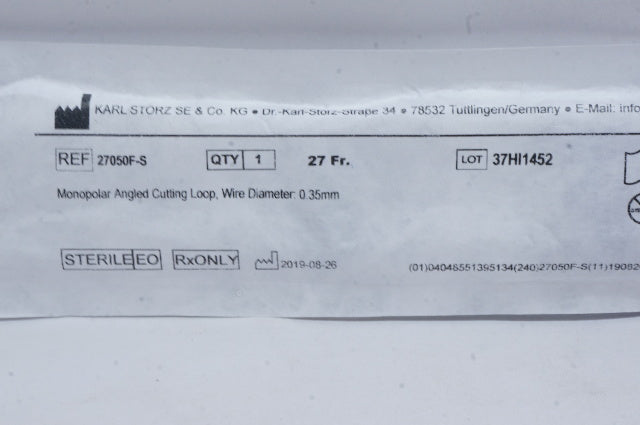 KARL STORZ SE & Co. KG • Dr.-Karl-Storz-Straße 34 • 78532 Tuttlingen/Germany • E-Mail: info
REF 27050F-S QTY 1 27 Fr. LOT 37HI1452
Monopolar Angled Cutting Loop, Wire Diameter: 0.35mm
STERILE EO RxONLY 2019-08-26 (01)04048551395134(240)27050F-S(11)190826